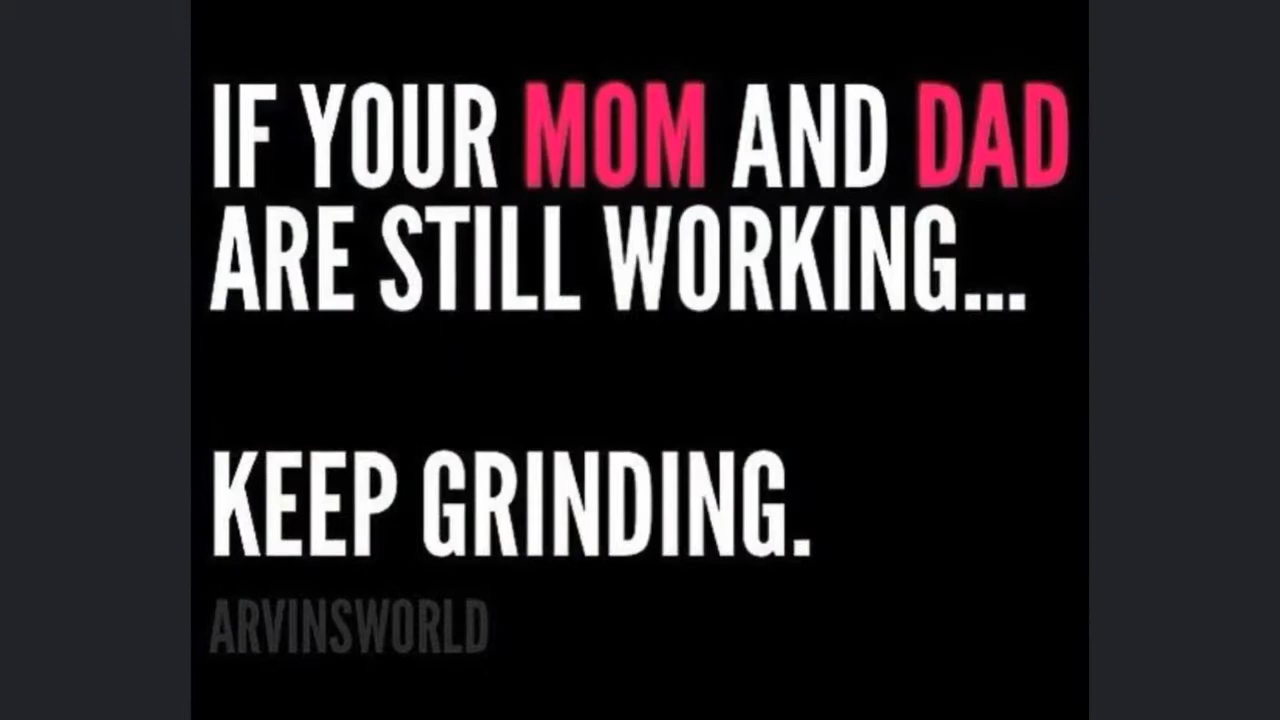 IF YOUR MOM AND DAD
ARE STILL WORKING...
KEEP GRINDING.
ARVINSWORLD